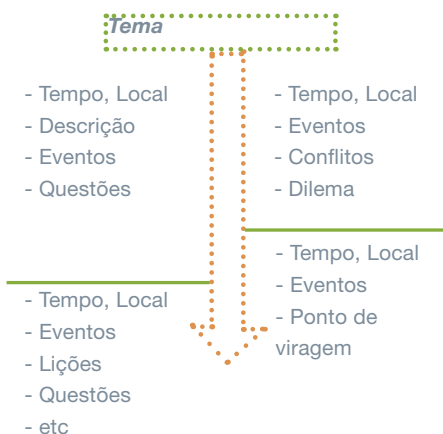 Tema
- Tempo, Local
- Descrição
- Eventos
- Questões
- Tempo, Local
- Eventos
- Conflitos
- Dilema
- Tempo, Local
- Eventos
- Lições
- Questões
- etc
- Tempo, Local
- Eventos
- Ponto de
viragem